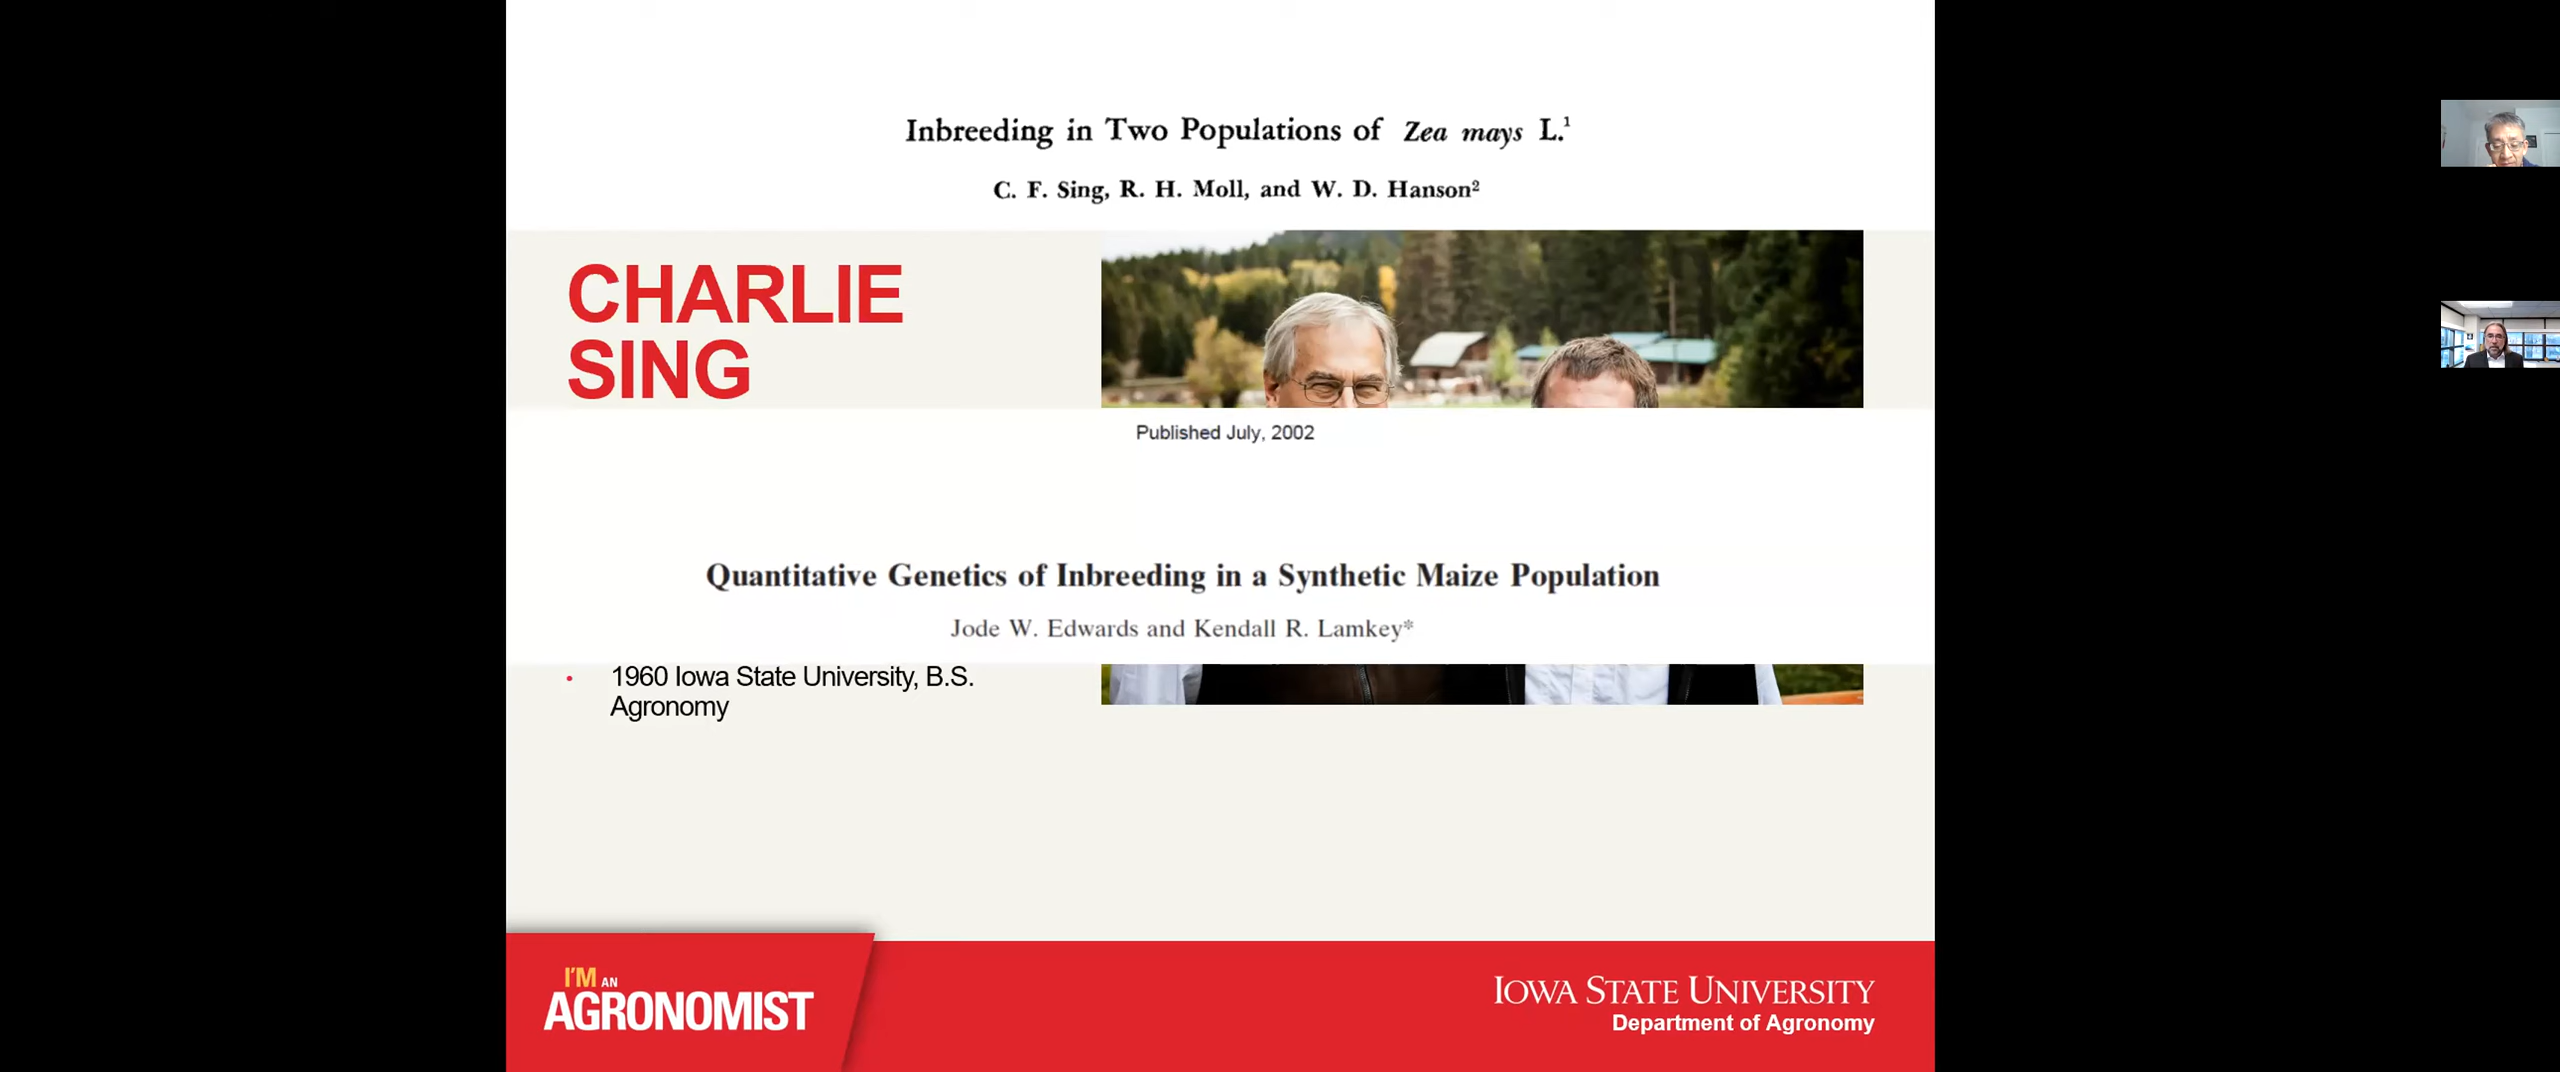 Inbreeding in Two Populations of Zea mays L.¹
C. F. Sing, R. H. Moll, and W. D. Hanson²
CHARLIE
SING
Published July, 2002
Quantitative Genetics of Inbreeding in a Synthetic Maize Population
Jode W. Edwards and Kendall R. Lamkey*
• 1960 Iowa State University, B.S.
Agronomy
I'M AN
AGRONOMIST
IOWA STATE UNIVERSITY
Department of Agronomy